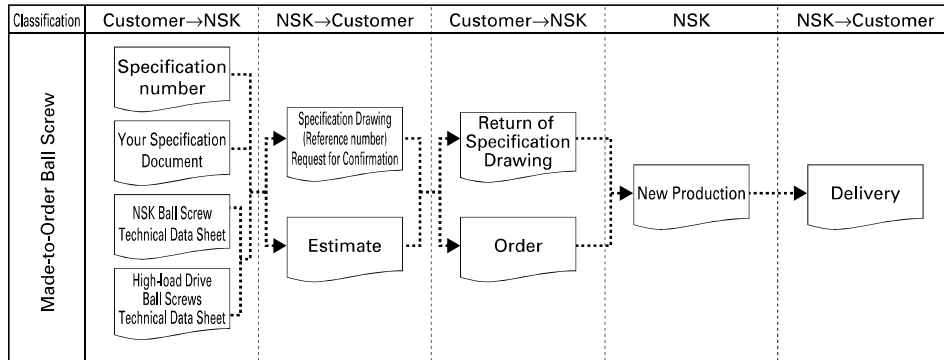 Classification
Customer→NSK
NSK→Customer
Customer→NSK
NSK
NSK→Customer
Made-to-Order Ball Screw
Specification
number
Your Specification
Document
NSK Ball Screw
Technical Data Sheet
High-load Drive
Ball Screws
Technical Data Sheet
Specification Drawing
(Reference number)
Request for Confirmation
Estimate
Return of
Specification
Drawing
Order
New Production
Delivery